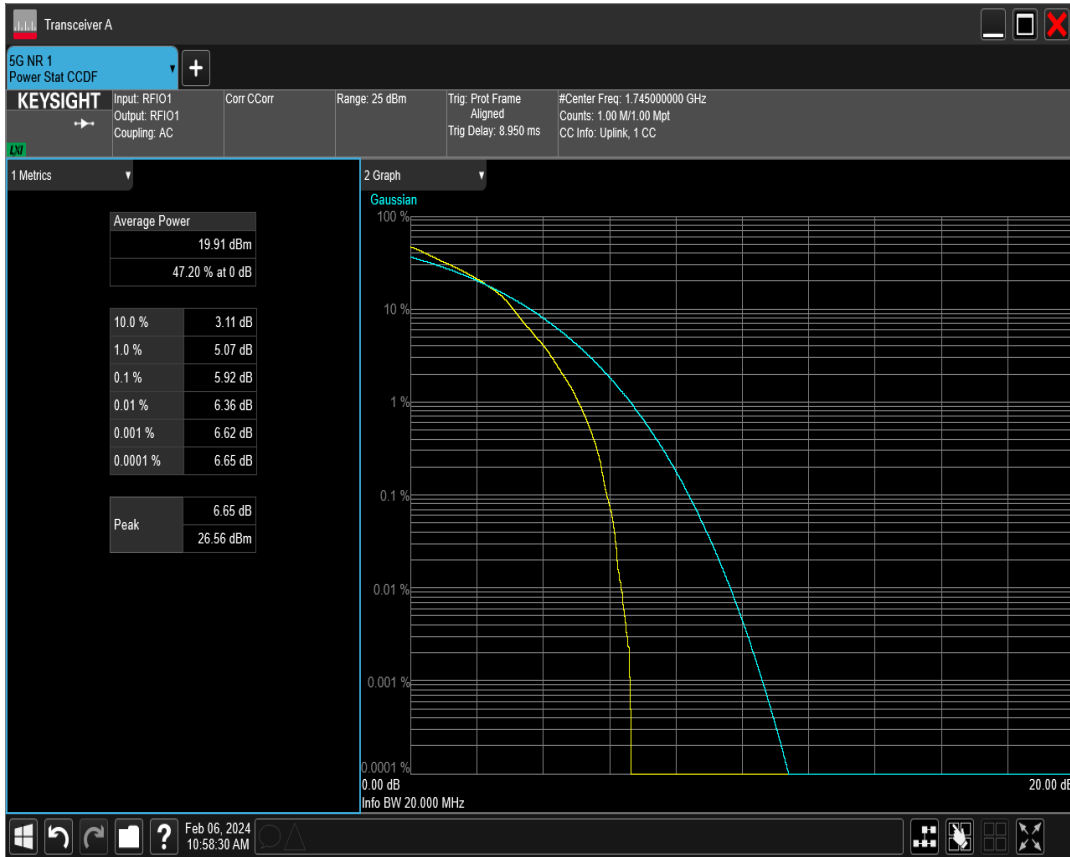 Transceiver A
5G NR 1
Power Stat CCDF
+
KEYSIGHT
LXI
Input: RFIO1
Output: RFIO1
Coupling: AC
Corr CCorr
Range: 25 dBm
Trig: Prot Frame
Aligned
Trig Delay: 8.950 ms
#Center Freq: 1.745000000 GHz
Counts: 1.00 M/1.00 Mpt
CC Info: Uplink, 1 CC
1 Metrics
Average Power
19.91 dBm
47.20 % at 0 dB
10.0 % 3.11 dB
1.0 % 5.07 dB
0.1 % 5.92 dB
0.01 % 6.36 dB
0.001 % 6.62 dB
0.0001 % 6.65 dB
Peak
6.65 dB
26.56 dBm
2 Graph
Gaussian
100 %
10 %
1 %
0.1 %
0.01 %
0.001 %
0.0001 %
0.00 dB 20.00 dB
Info BW 20.000 MHz
?
Feb 06, 2024
10:58:30 AM